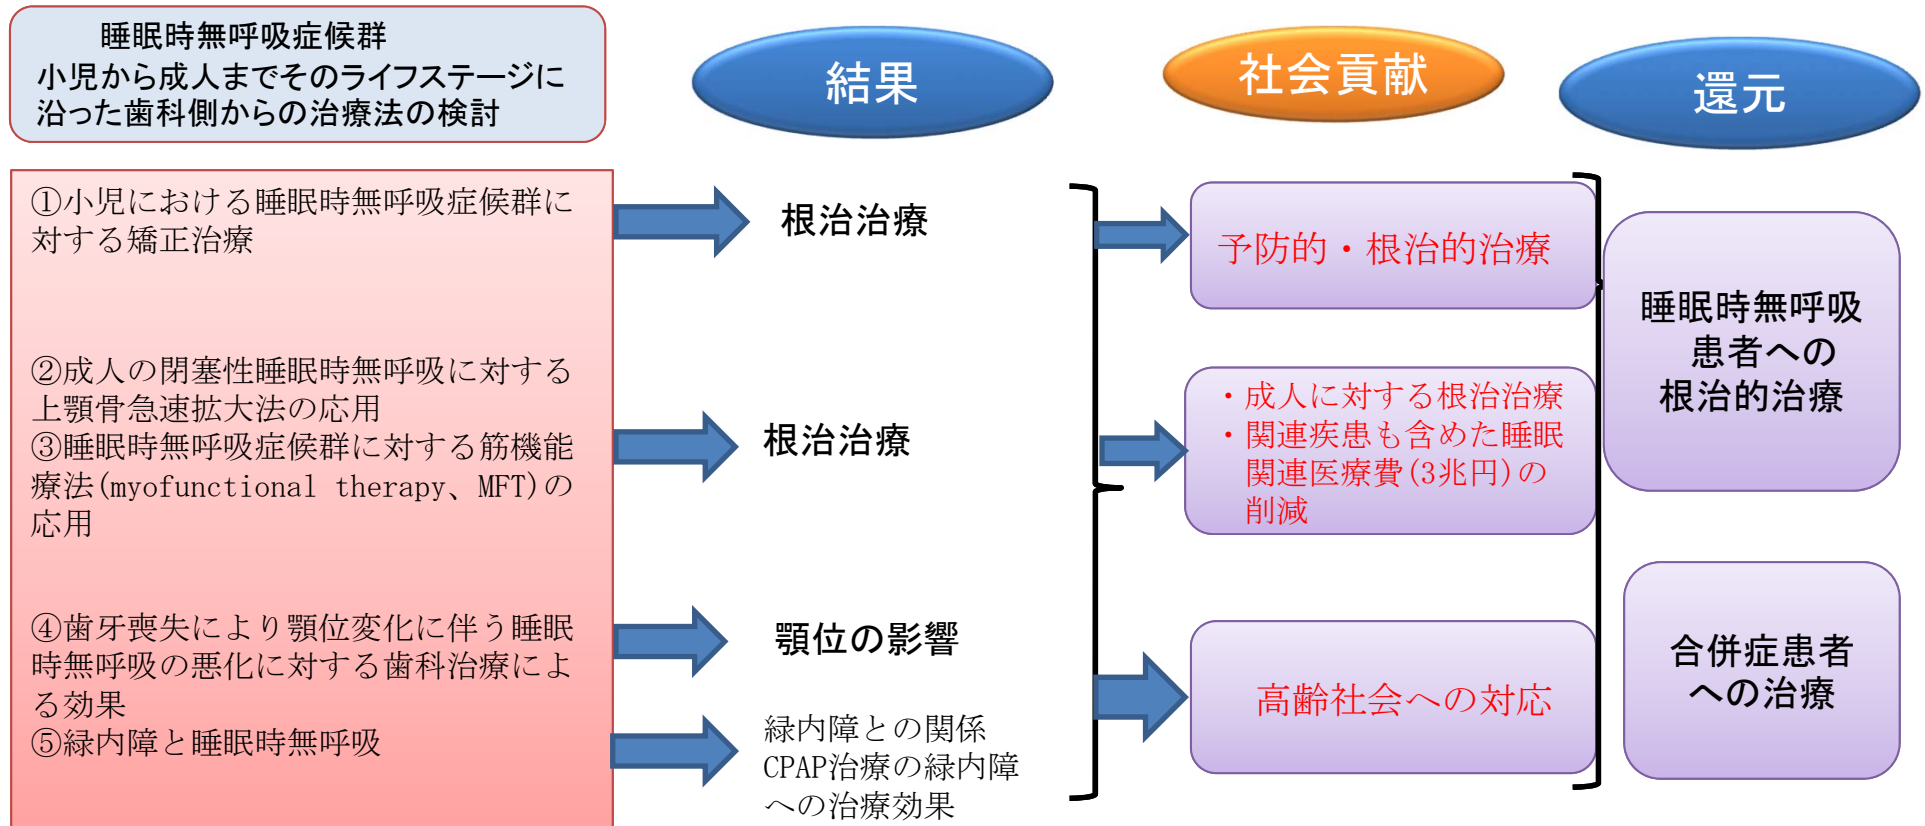 睡眠時無呼吸症候群
小児から成人までそのライフステージに
沿った歯科側からの治療法の検討
結果
社会貢献
還元
①小児における睡眠時無呼吸症候群に
対する矯正治療
②成人の閉塞性睡眠時無呼吸に対する
上顎骨急速拡大法の応用
③睡眠時無呼吸症候群に対する筋機能
療法(myofunctional therapy、MFT)の
応用
④歯牙喪失により顎位変化に伴う睡眠
時無呼吸の悪化に対する歯科治療によ
る効果
⑤緑内障と睡眠時無呼吸
根治治療
根治治療
顎位の影響
緑内障との関係
CPAP治療の緑内障
への治療効果
予防的・根治的治療
・成人に対する根治治療
・関連疾患も含めた睡眠
関連医療費(3兆円)の
削減
高齢社会への対応
睡眠時無呼吸
患者への
根治的治療
合併症患者
への治療